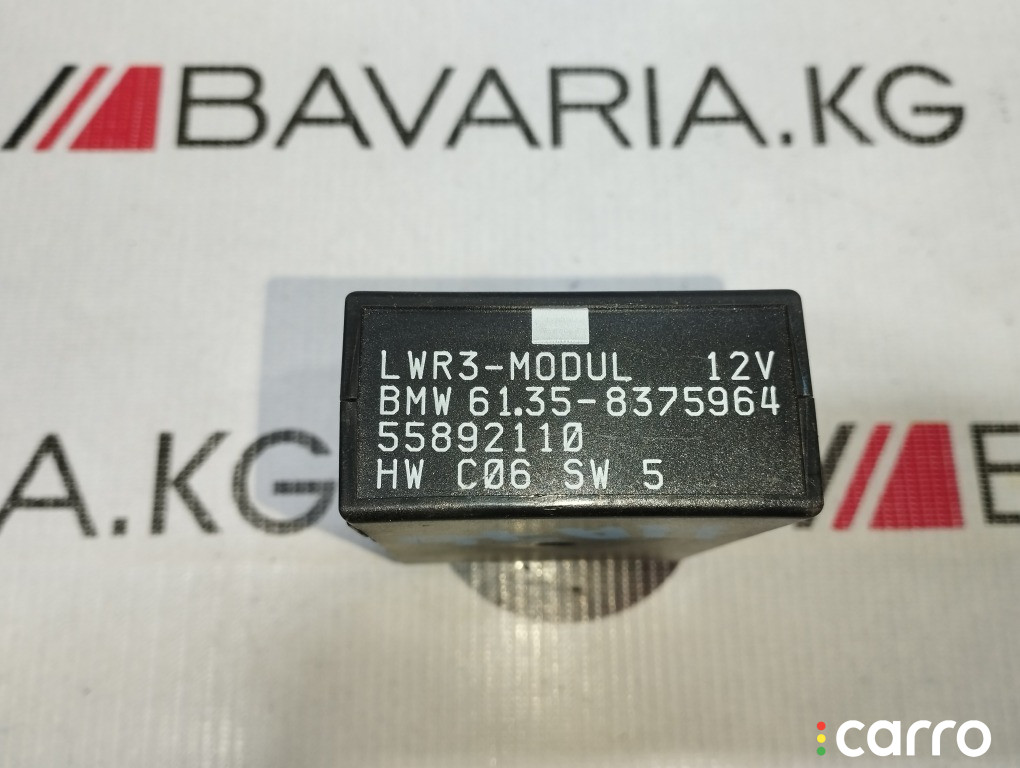 BAVARIA.KG
LWR3-MODUL 12V
BMW 61.35-8375964
55892110
HW C06 SW 5
A.KG
carro